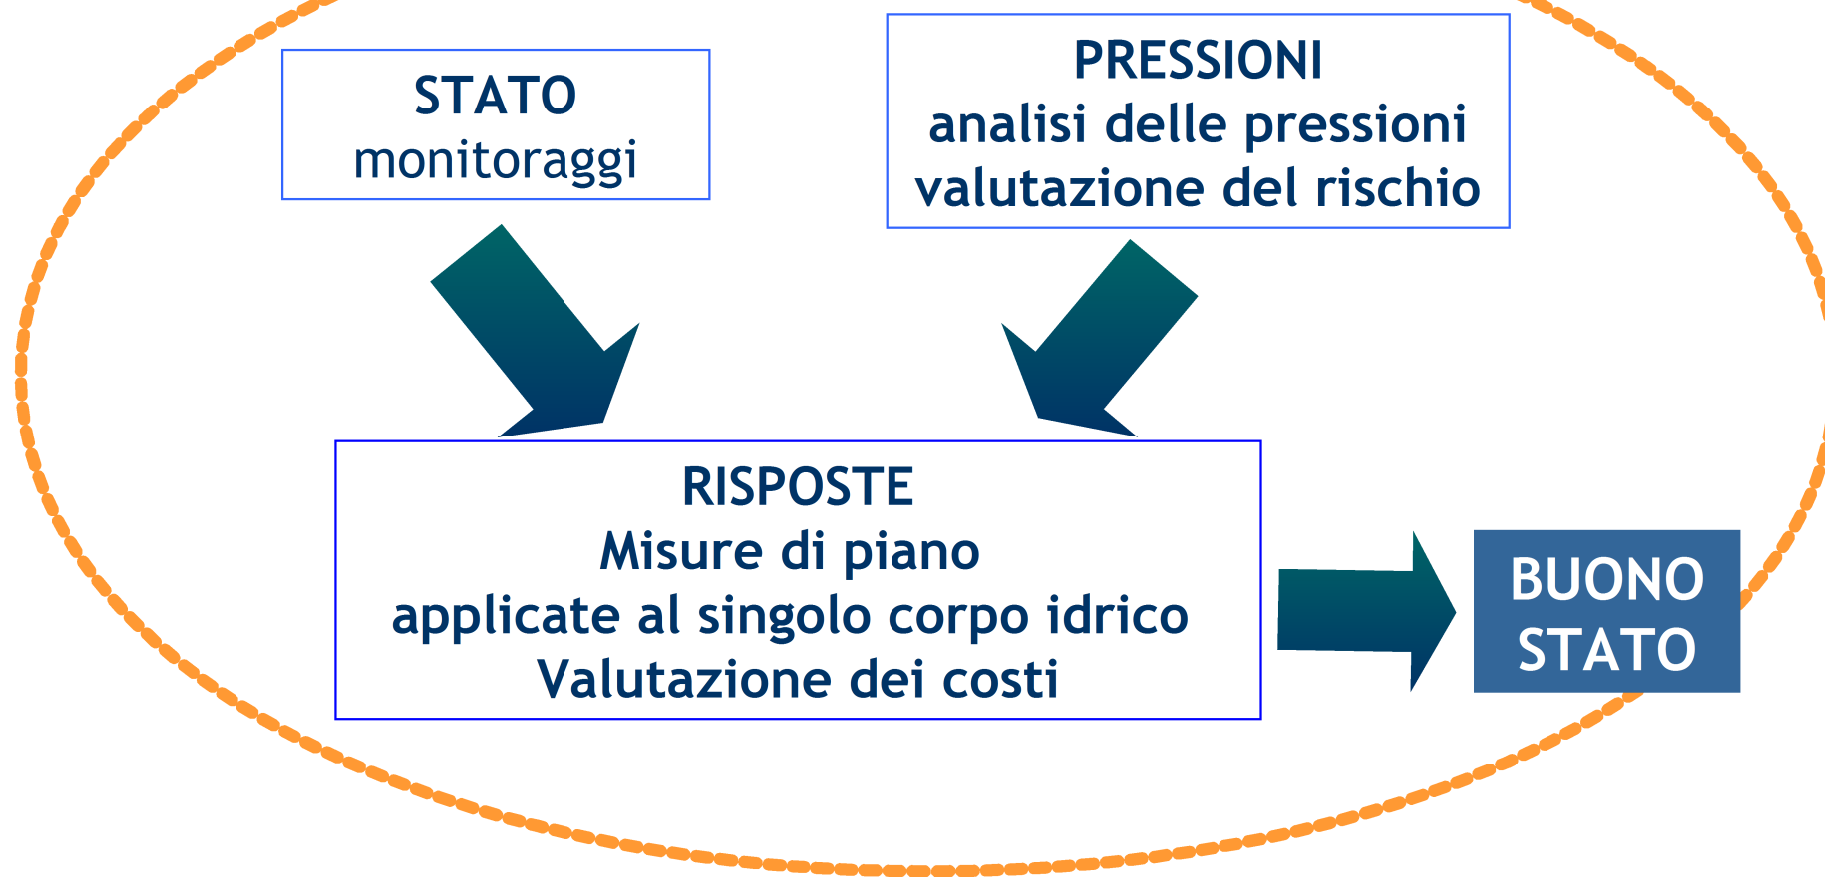 STATO
monitoraggi
PRESSIONI
analisi delle pressioni
valutazione del rischio
RISPOSTE
Misure di piano
applicate al singolo corpo idrico
Valutazione dei costi
BUONO
STATO